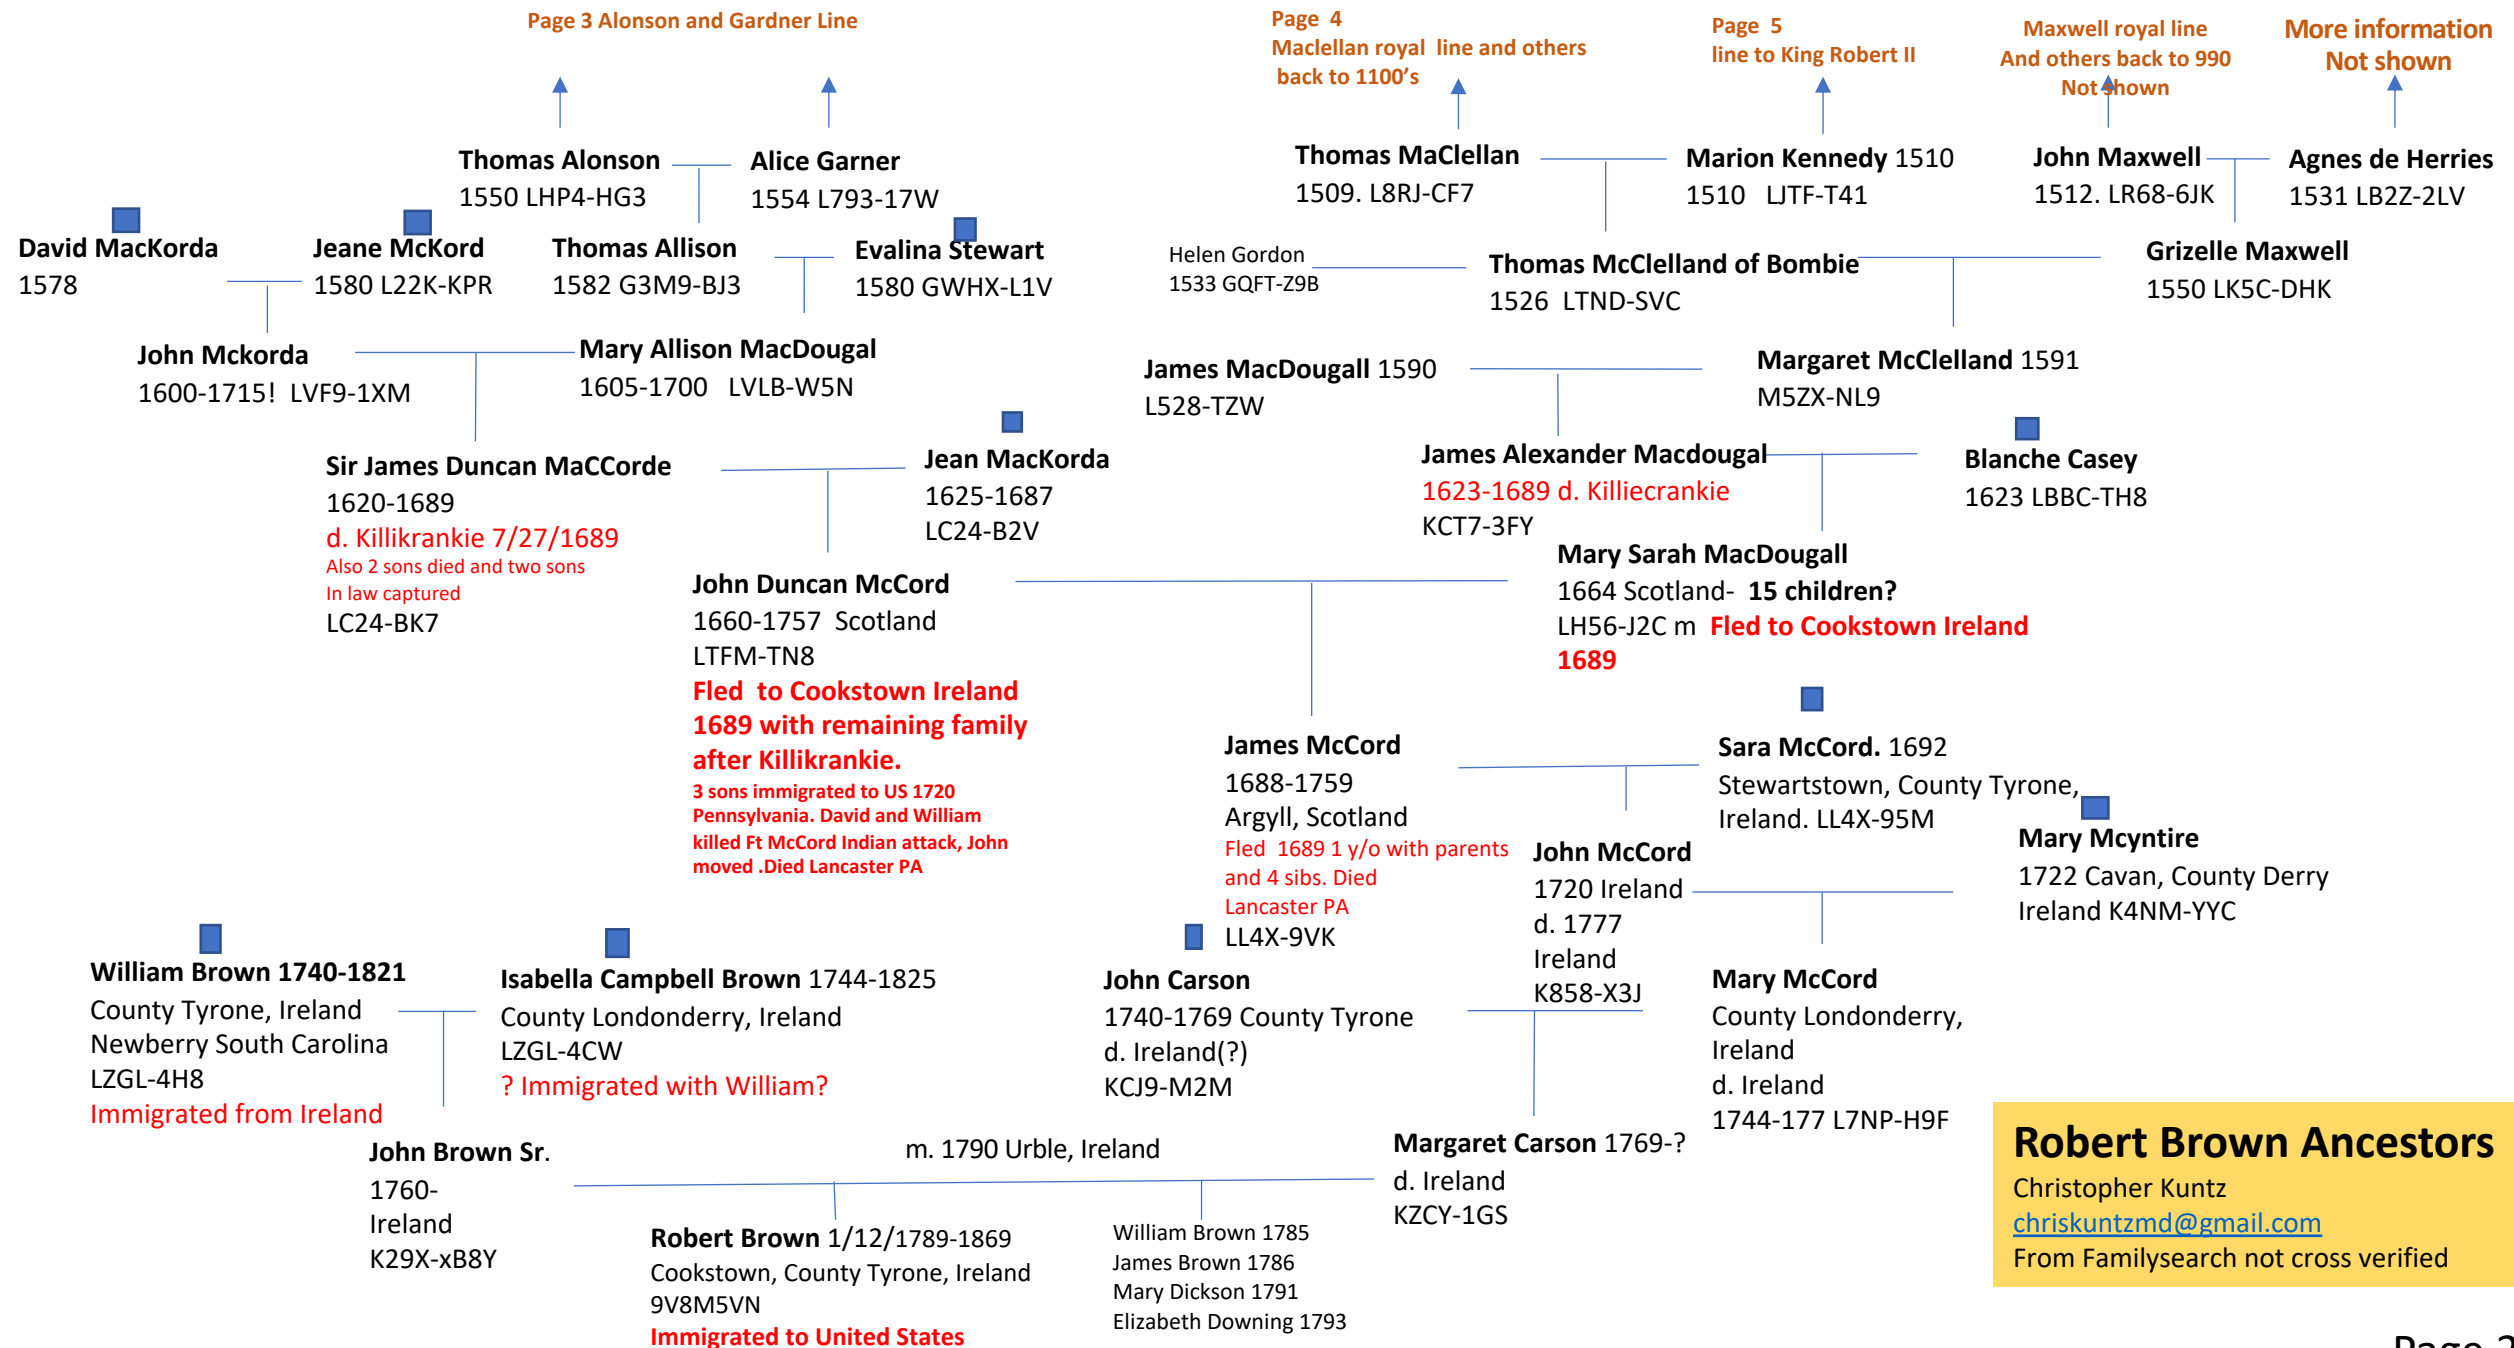 Page 3 Alonson and Gardner Line
Page 4
Maclellan royal line and others
back to 1100's
Page 5
line to King Robert II
Maxwell royal line
And others back to 990
Not shown
More information
Not shown
Thomas Alonson
1550 LHP4-HG3
Alice Garner
1554 L793-17W
Thomas MaClellan
1509. L8RJ-CF7
Marion Kennedy 1510
1510 LJTF-T41
John Maxwell
1512. LR68-6JK
Agnes de Herries
1531 LB2Z-2LV
David MacKorda
1578
Jeane McKord
1580 L22K-KPR
Thomas Allison
1582 G3M9-BJ3
Evalina Stewart
1580 GWHX-L1V
Helen Gordon
1533 GQFT-Z9B
Thomas McClelland of Bombie
1526 LTND-SVC
Grizelle Maxwell
1550 LK5C-DHK
John Mckorda
1600-1715! LVF9-1XM
Mary Allison MacDougal
1605-1700 LVLB-W5N
James MacDougall 1590
L528-TZW
Margaret McClelland 1591
M5ZX-NL9
Sir James Duncan MaCCorde
1620-1689
d. Killikrankie 7/27/1689
Also 2 sons died and two sons
In law captured
LC24-BK7
Jean MacKorda
1625-1687
LC24-B2V
James Alexander Macdougal
1623-1689 d. Killiecrankie
KCT7-3FY
Blanche Casey
1623 LBBC-TH8
John Duncan McCord
1660-1757 Scotland
LTFM-TN8
Fled to Cookstown Ireland
1689 with remaining family
after Killikrankie.
3 sons immigrated to US 1720
Pennsylvania. David and William
killed Ft McCord Indian attack, John
moved .Died Lancaster PA
Mary Sarah MacDougall
1664 Scotland- 15 children?
LH56-J2C m Fled to Cookstown Ireland
1689
James McCord
1688-1759
Argyll, Scotland
Fled 1689 1 y/o with parents
and 4 sibs. Died
Lancaster PA
LL4X-9VK
Sara McCord. 1692
Stewartstown, County Tyrone,
Ireland. LL4X-95M
John McCord
1720 Ireland
d. 1777
Ireland
K858-X3J
Mary Mcyntire
1722 Cavan, County Derry
Ireland K4NM-YYC
William Brown 1740-1821
County Tyrone, Ireland
Newberry South Carolina
LZGL-4H8
Immigrated from Ireland
Isabella Campbell Brown 1744-1825
County Londonderry, Ireland
LZGL-4CW
? Immigrated with William?
John Carson
1740-1769 County Tyrone
d. Ireland(?)
KCJ9-M2M
Mary McCord
County Londonderry,
Ireland
d. Ireland
1744-177 L7NP-H9F
John Brown Sr.
1760-
Ireland
K29X-xB8Y
m. 1790 Urble, Ireland
Margaret Carson 1769-?
d. Ireland
KZCY-1GS
Robert Brown 1/12/1789-1869
Cookstown, County Tyrone, Ireland
9V8M5VN
Immigrated to United States
William Brown 1785
James Brown 1786
Mary Dickson 1791
Elizabeth Downing 1793
Robert Brown Ancestors
Christopher Kuntz
chriskuntzmd@gmail.com
From Familysearch not cross verified
Page 2